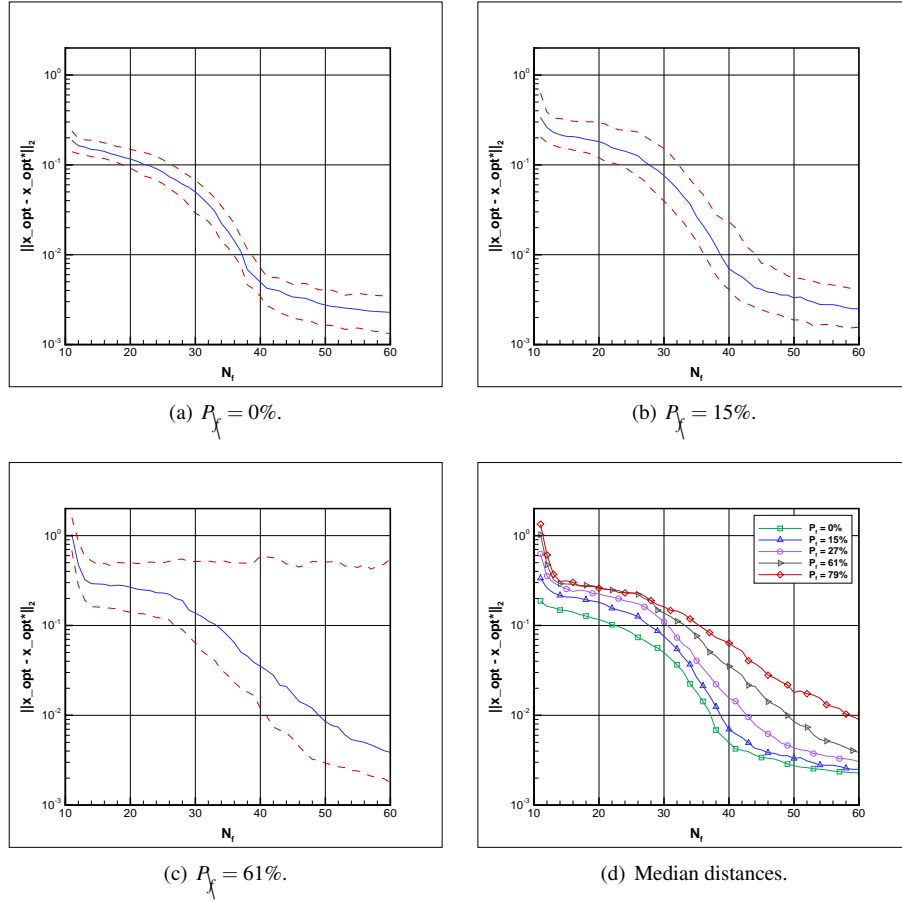 10⁰
10⁻¹
10⁻²
10⁻³
||x_opt - x_opt*||₂
10 20 30 40 50 60
N_f
(a) P_f = 0%.
10⁰
10⁻¹
10⁻²
10⁻³
||x_opt - x_opt*||₂
10 20 30 40 50 60
N_f
(b) P_f = 15%.
10⁰
10⁻¹
10⁻²
10⁻³
||x_opt - x_opt*||₂
10 20 30 40 50 60
N_f
(c) P_f = 61%.
P_f = 0%
P_f = 15%
P_f = 27%
P_f = 61%
P_f = 79%
10⁰
10⁻¹
10⁻²
10⁻³
||x_opt - x_opt*||₂
10 20 30 40 50 60
N_f
(d) Median distances.